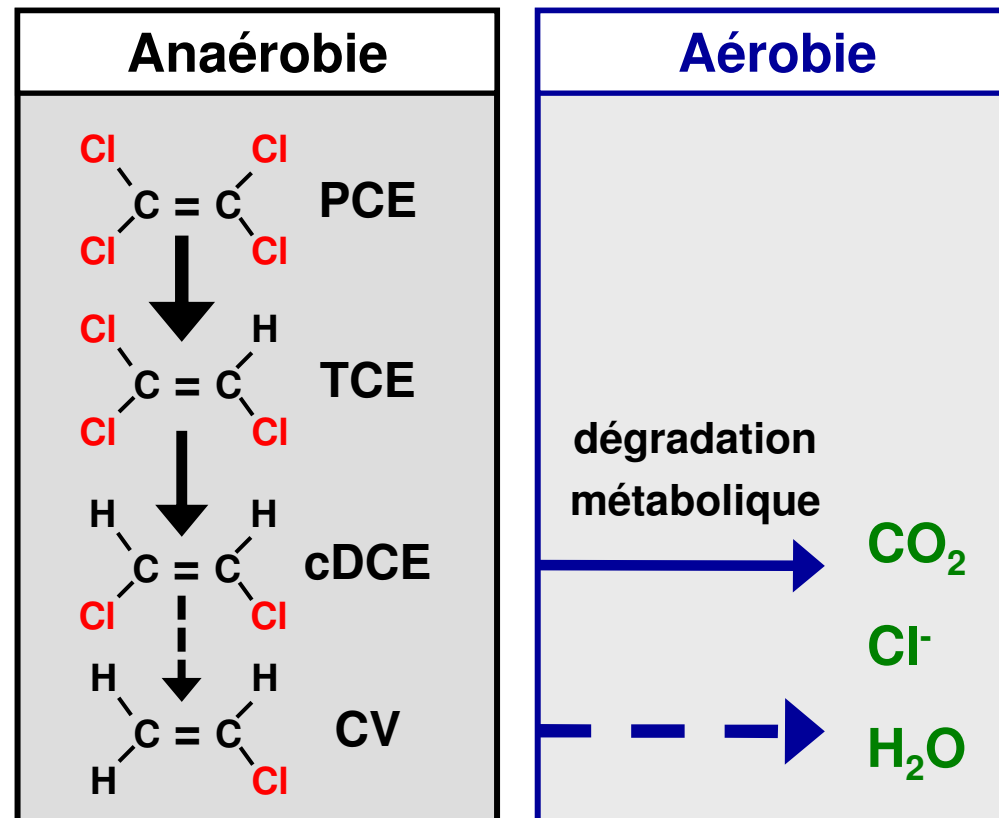 Anaérobie
Cl Cl
C = C PCE
Cl Cl
Cl H
C = C TCE
Cl Cl
H H
C = C cDCE
Cl Cl
H H
C = C CV
H Cl
Aérobie
dégradation
métabolique
CO₂
Cl⁻
H₂O